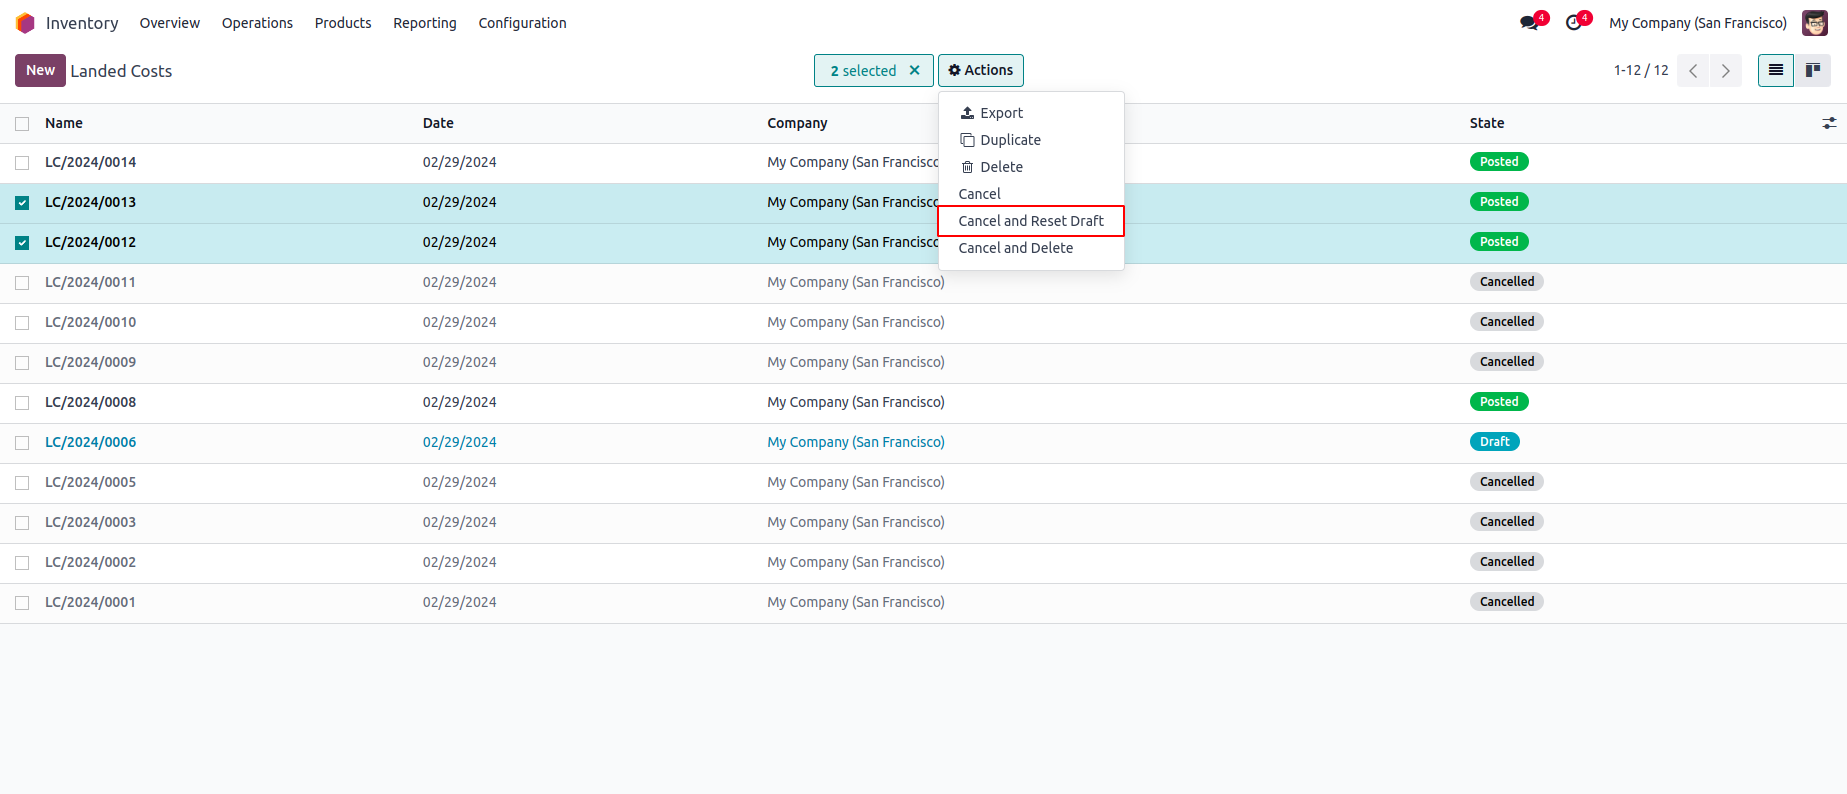 Inventory Overview Operations Products Reporting Configuration 4 4 My Company (San Francisco)
New Landed Costs 2 selected × Actions 1-12 / 12
Export
Duplicate
Delete
Cancel
Cancel and Reset Draft
Cancel and Delete
Name Date Company State
LC/2024/0014 02/29/2024 My Company (San Francisco Posted
LC/2024/0013 02/29/2024 My Company (San Francisco Posted
LC/2024/0012 02/29/2024 My Company (San Francisco Posted
LC/2024/0011 02/29/2024 My Company (San Francisco) Cancelled
LC/2024/0010 02/29/2024 My Company (San Francisco) Cancelled
LC/2024/0009 02/29/2024 My Company (San Francisco) Cancelled
LC/2024/0008 02/29/2024 My Company (San Francisco) Posted
LC/2024/0006 02/29/2024 My Company (San Francisco) Draft
LC/2024/0005 02/29/2024 My Company (San Francisco) Cancelled
LC/2024/0003 02/29/2024 My Company (San Francisco) Cancelled
LC/2024/0002 02/29/2024 My Company (San Francisco) Cancelled
LC/2024/0001 02/29/2024 My Company (San Francisco) Cancelled